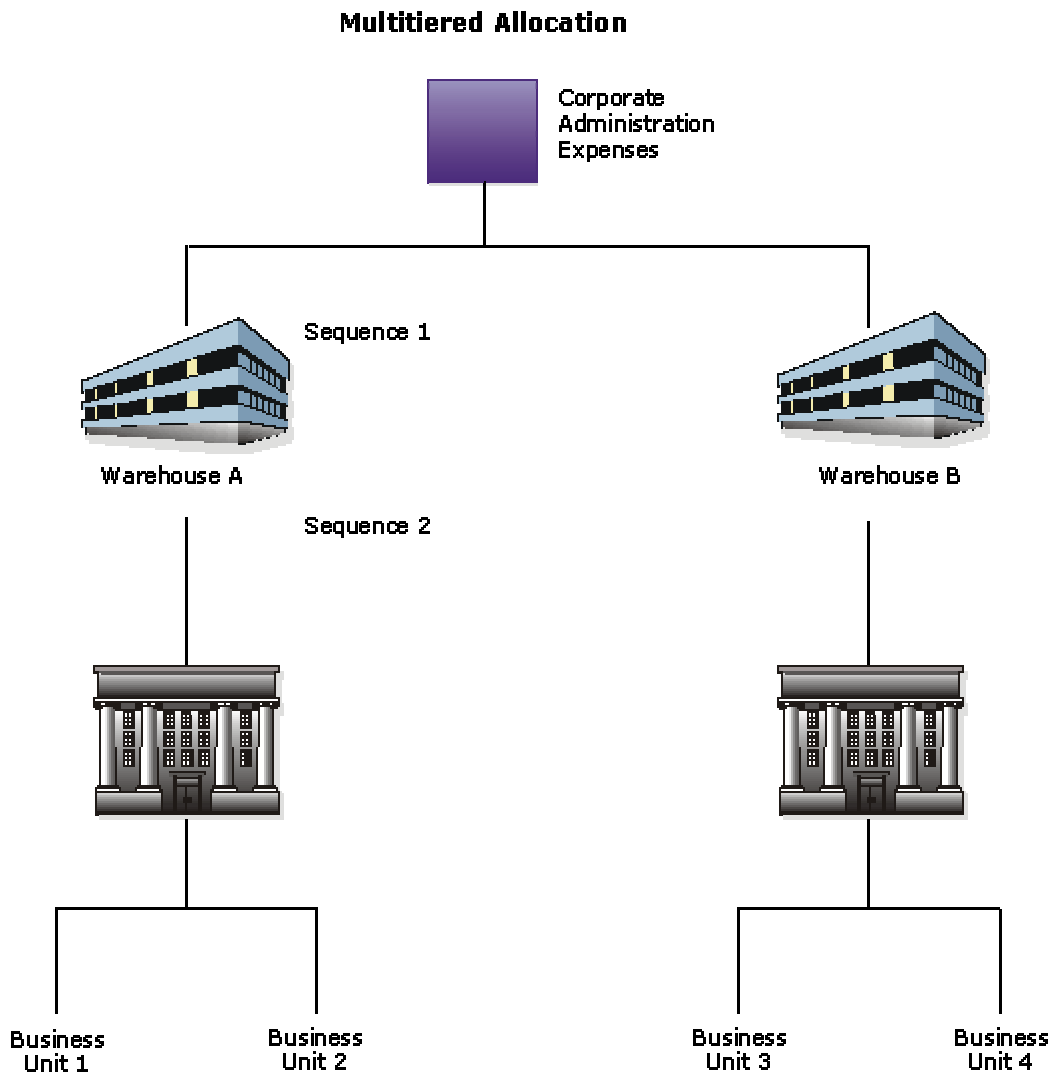 Multitiered Allocation
Corporate
Administration
Expenses
Sequence 1
Warehouse A
Warehouse B
Sequence 2
Business
Unit 1
Business
Unit 2
Business
Unit 3
Business
Unit 4